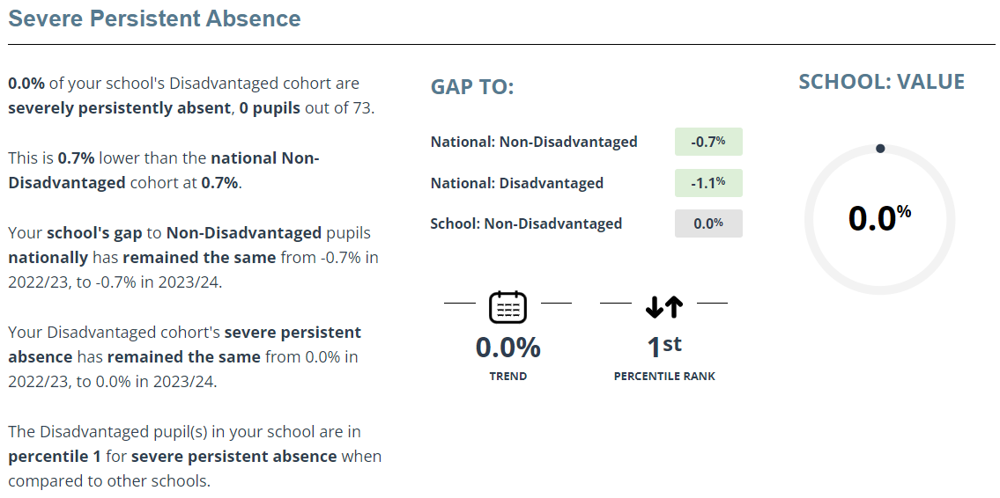 Severe Persistent Absence
0.0% of your school's Disadvantaged cohort are
severely persistently absent, 0 pupils out of 73.
This is 0.7% lower than the national Non-
Disadvantaged cohort at 0.7%.
Your school's gap to Non-Disadvantaged pupils
nationally has remained the same from -0.7% in
2022/23, to -0.7% in 2023/24.
Your Disadvantaged cohort's severe persistent
absence has remained the same from 0.0% in
2022/23, to 0.0% in 2023/24.
The Disadvantaged pupil(s) in your school are in
percentile 1 for severe persistent absence when
compared to other schools.
GAP TO:
National: Non-Disadvantaged -0.7%
National: Disadvantaged -1.1%
School: Non-Disadvantaged 0.0%
0.0%
TREND
1st
PERCENTILE RANK
SCHOOL: VALUE
0.0%